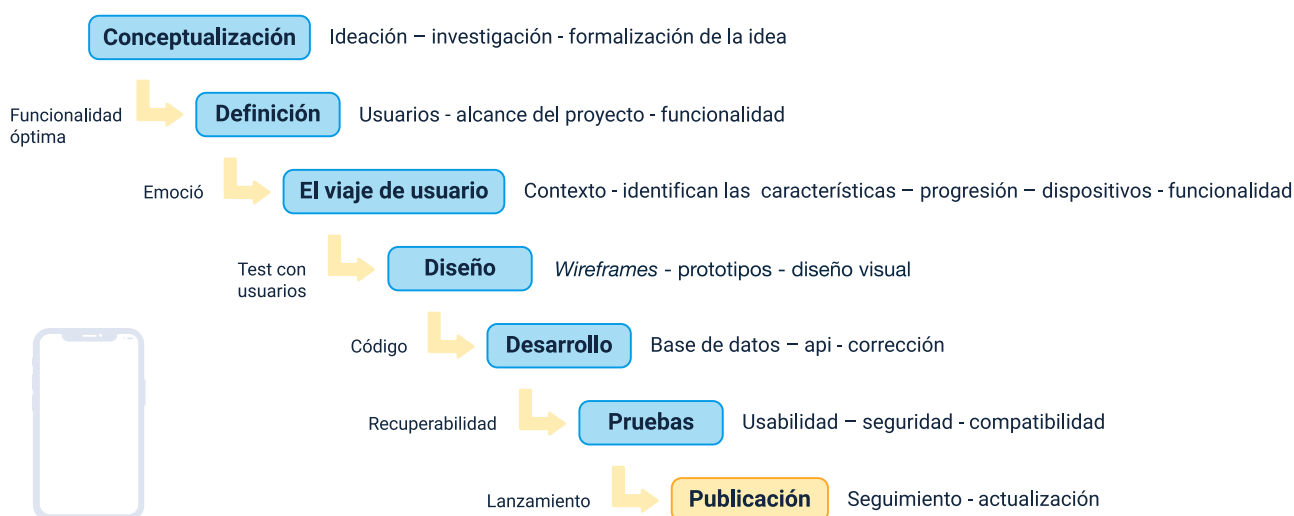 Conceptualización
Ideación – investigación - formalización de la idea
Funcionalidad
óptima
Definición
Usuarios - alcance del proyecto - funcionalidad
Emoció
El viaje de usuario
Contexto - identifican las características – progresión – dispositivos - funcionalidad
Test con
usuarios
Diseño
Wireframes - prototipos - diseño visual
Código
Desarrollo
Base de datos – api - corrección
Recuperabilidad
Pruebas
Usabilidad – seguridad - compatibilidad
Lanzamiento
Publicación
Seguimiento - actualización